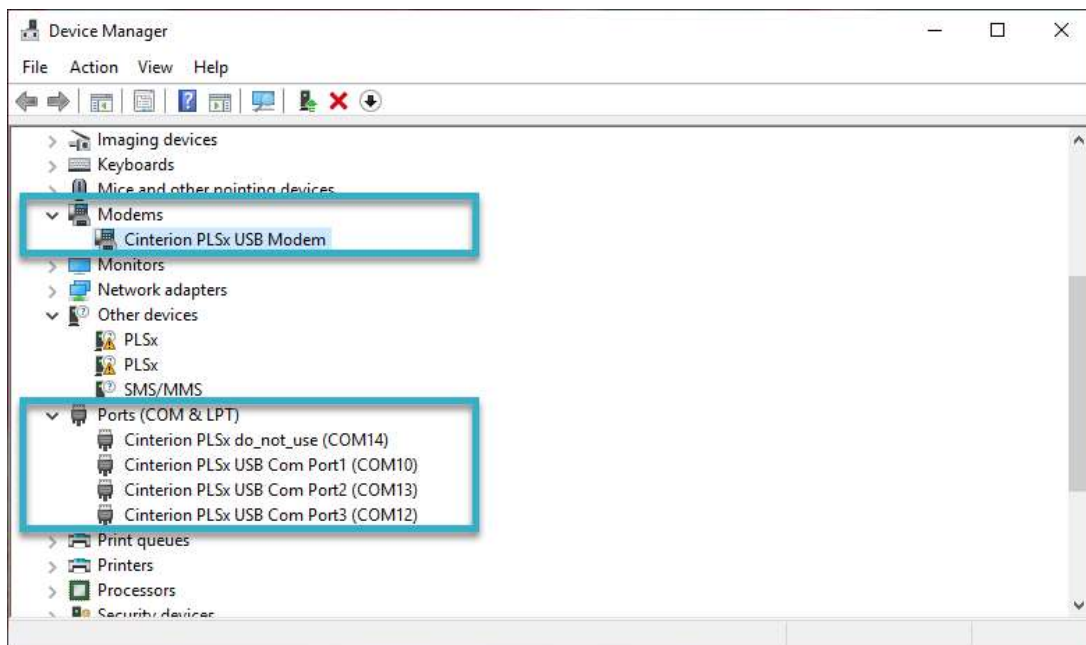 Device Manager
File Action View Help
Imaging devices
Keyboards
Mice and other pointing devices
Modems
Cinterion PLSx USB Modem
Monitors
Network adapters
Other devices
PLSx
PLSx
SMS/MMS
Ports (COM & LPT)
Cinterion PLSx do_not_use (COM14)
Cinterion PLSx USB Com Port1 (COM10)
Cinterion PLSx USB Com Port2 (COM13)
Cinterion PLSx USB Com Port3 (COM12)
Print queues
Printers
Processors
Security devices